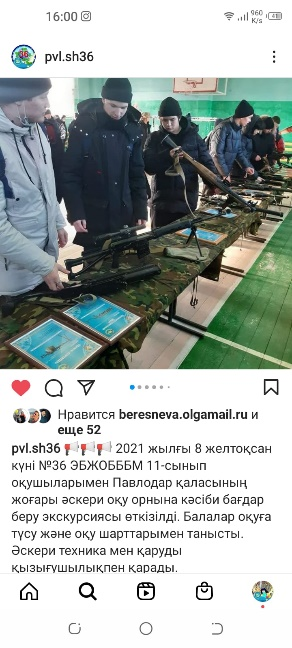 16:00
960
K/s
48
36
pvl.sh36
Нравится beresneva.olgamail.ru и
еще 52
pvl.sh36 📢📢📢 2021 жылғы 8 желтоқсан
күні №36 ЭБЖОББМ 11-сынып
оқушыларымен Павлодар қаласының
жоғары әскери оқу орнына кәсіби бағдар
беру экскурсиясы өткізілді. Балалар оқуға
түсу және оқу шарттарымен танысты.
Әскери техника мен қаруды
қызығушылықпен қарады.